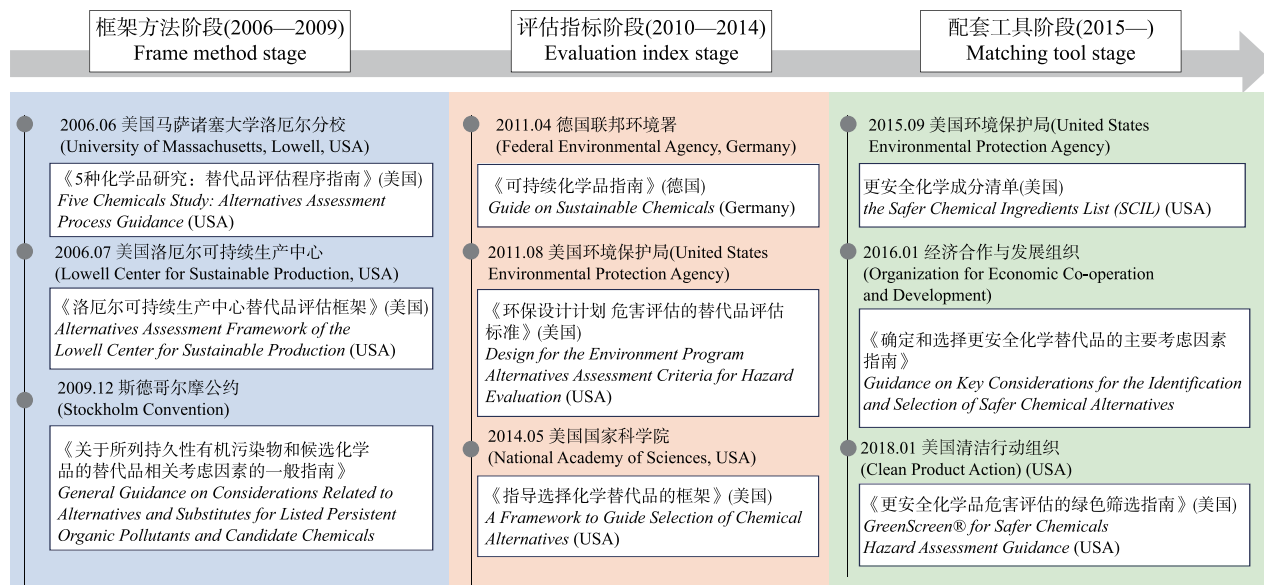 框架方法阶段(2006—2009)
Frame method stage
评估指标阶段(2010—2014)
Evaluation index stage
配套工具阶段(2015—)
Matching tool stage
2006.06 美国马萨诸塞大学洛厄尔分校
(University of Massachusetts, Lowell, USA)
《5种化学品研究：替代品评估程序指南》(美国)
Five Chemicals Study: Alternatives Assessment
Process Guidance (USA)
2006.07 美国洛厄尔可持续生产中心
(Lowell Center for Sustainable Production, USA)
《洛厄尔可持续生产中心替代品评估框架》(美国)
Alternatives Assessment Framework of the
Lowell Center for Sustainable Production (USA)
2009.12 斯德哥尔摩公约
(Stockholm Convention)
《关于所列持久性有机污染物和候选化学
品的替代品相关考虑因素的一般指南》
General Guidance on Considerations Related to
Alternatives and Substitutes for Listed Persistent
Organic Pollutants and Candidate Chemicals
2011.04 德国联邦环境署
(Federal Environmental Agency, Germany)
《可持续化学品指南》(德国)
Guide on Sustainable Chemicals (Germany)
2011.08 美国环境保护局(United States
Environmental Protection Agency)
《环保设计计划 危害评估的替代品评估
标准》(美国)
Design for the Environment Program
Alternatives Assessment Criteria for Hazard
Evaluation (USA)
2014.05 美国国家科学院
(National Academy of Sciences, USA)
《指导选择化学替代品的框架》(美国)
A Framework to Guide Selection of Chemical
Alternatives (USA)
2015.09 美国环境保护局(United States
Environmental Protection Agency)
更安全化学成分清单(美国)
the Safer Chemical Ingredients List (SCIL) (USA)
2016.01 经济合作与发展组织
(Organization for Economic Co-operation
and Development)
《确定和选择更安全化学替代品的主要考虑因素
指南》
Guidance on Key Considerations for the Identification
and Selection of Safer Chemical Alternatives
2018.01 美国清洁行动组织
(Clean Product Action) (USA)
《更安全化学品危害评估的绿色筛选指南》(美国)
GreenScreen® for Safer Chemicals
Hazard Assessment Guidance (USA)